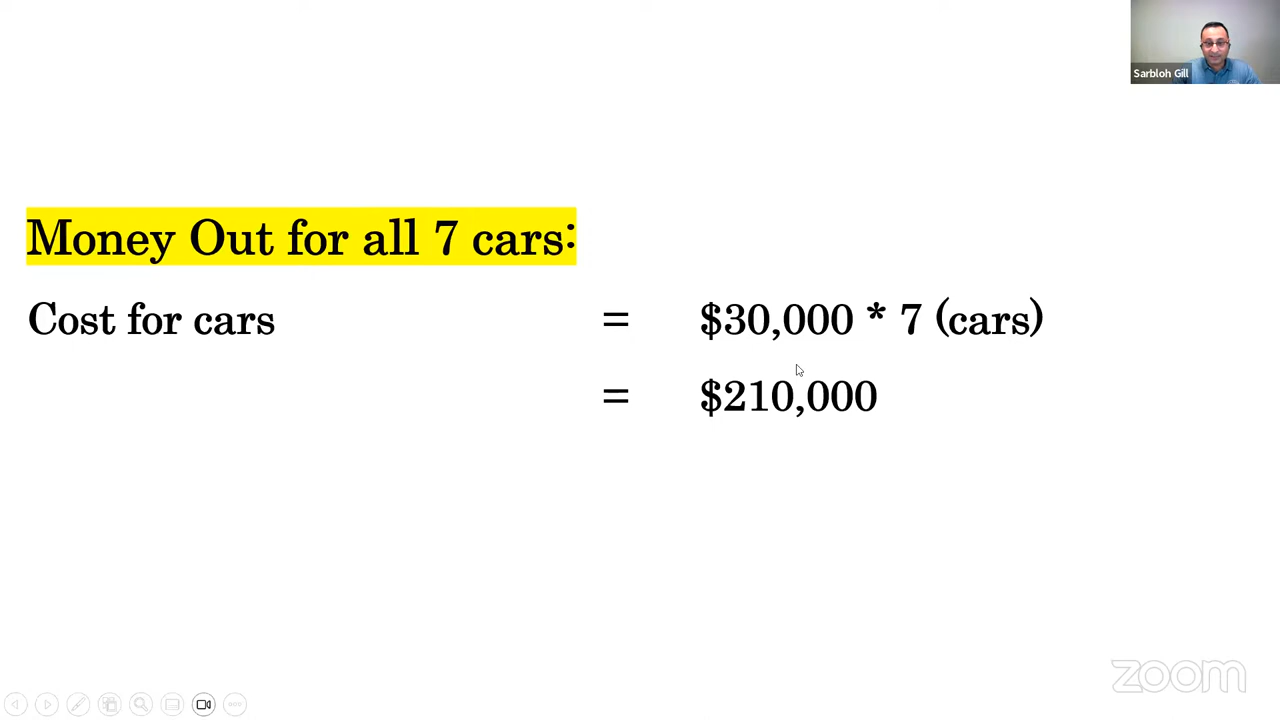 Sarbloh Gill
Money Out for all 7 cars:
Cost for cars = $30,000 * 7 (cars)
= $210,000
zoom